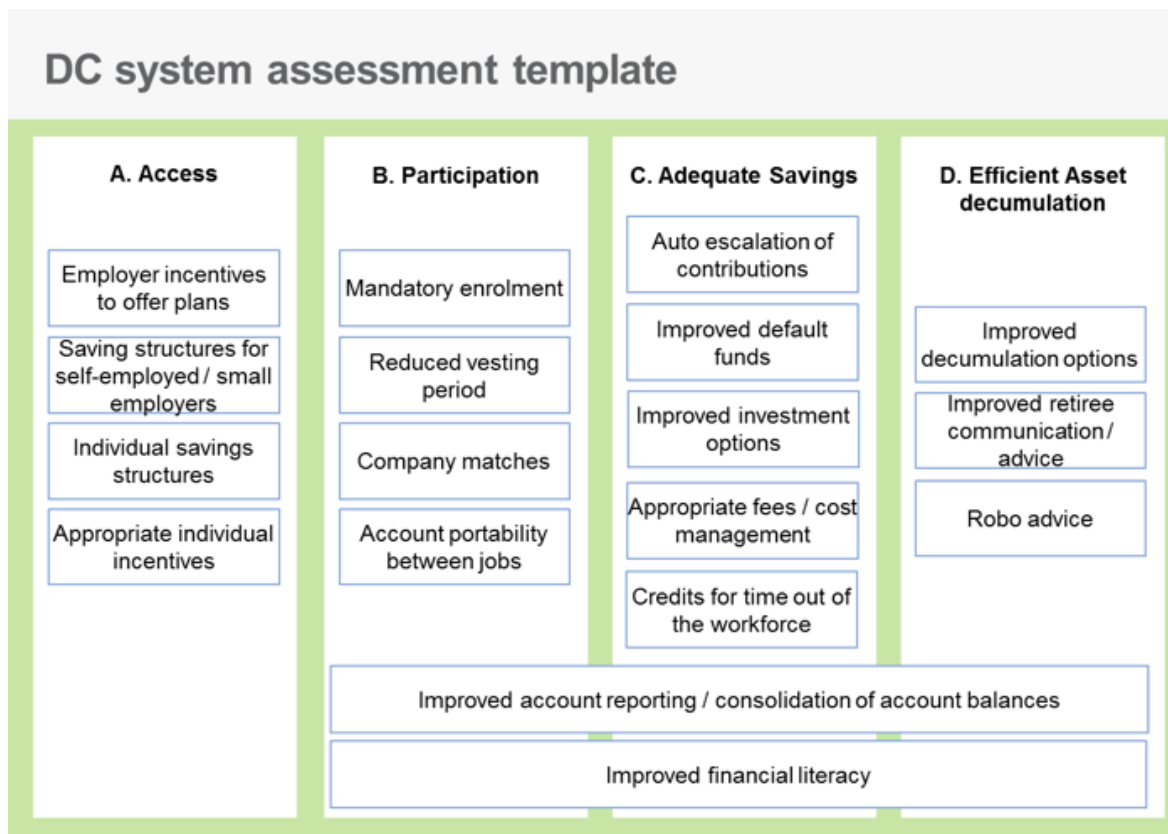 DC system assessment template
A. Access
Employer incentives
to offer plans
Saving structures for
self-employed / small
employers
Individual savings
structures
Appropriate individual
incentives
B. Participation
Mandatory enrolment
Reduced vesting
period
Company matches
Account portability
between jobs
C. Adequate Savings
Auto escalation of
contributions
Improved default
funds
Improved investment
options
Appropriate fees / cost
management
Credits for time out of
the workforce
D. Efficient Asset
decumulation
Improved
decumulation options
Improved retiree
communication /
advice
Robo advice
Improved account reporting / consolidation of account balances
Improved financial literacy